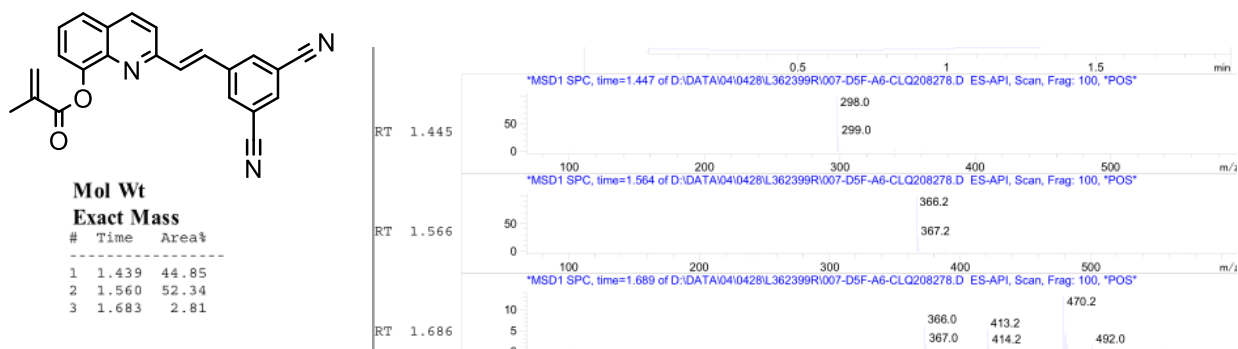 N
N
O
O
N
Mol Wt
Exact Mass
# Time Area%
-----------------
1 1.439 44.85
2 1.560 52.34
3 1.683 2.81
0.5 1 1.5 min
*MSD1 SPC, time=1.447 of D:\DATA\04\0428\L362399R\007-D5F-A6-CLQ208278.D ES-API, Scan, Frag: 100, "POS"
RT 1.445
298.0
299.0
50
0
100 200 300 400 500 m/z
*MSD1 SPC, time=1.564 of D:\DATA\04\0428\L362399R\007-D5F-A6-CLQ208278.D ES-API, Scan, Frag: 100, "POS"
RT 1.566
366.2
367.2
50
0
100 200 300 400 500 m/z
*MSD1 SPC, time=1.689 of D:\DATA\04\0428\L362399R\007-D5F-A6-CLQ208278.D ES-API, Scan, Frag: 100, "POS"
RT 1.686
470.2
366.0 413.2
367.0 414.2 492.0
10
5